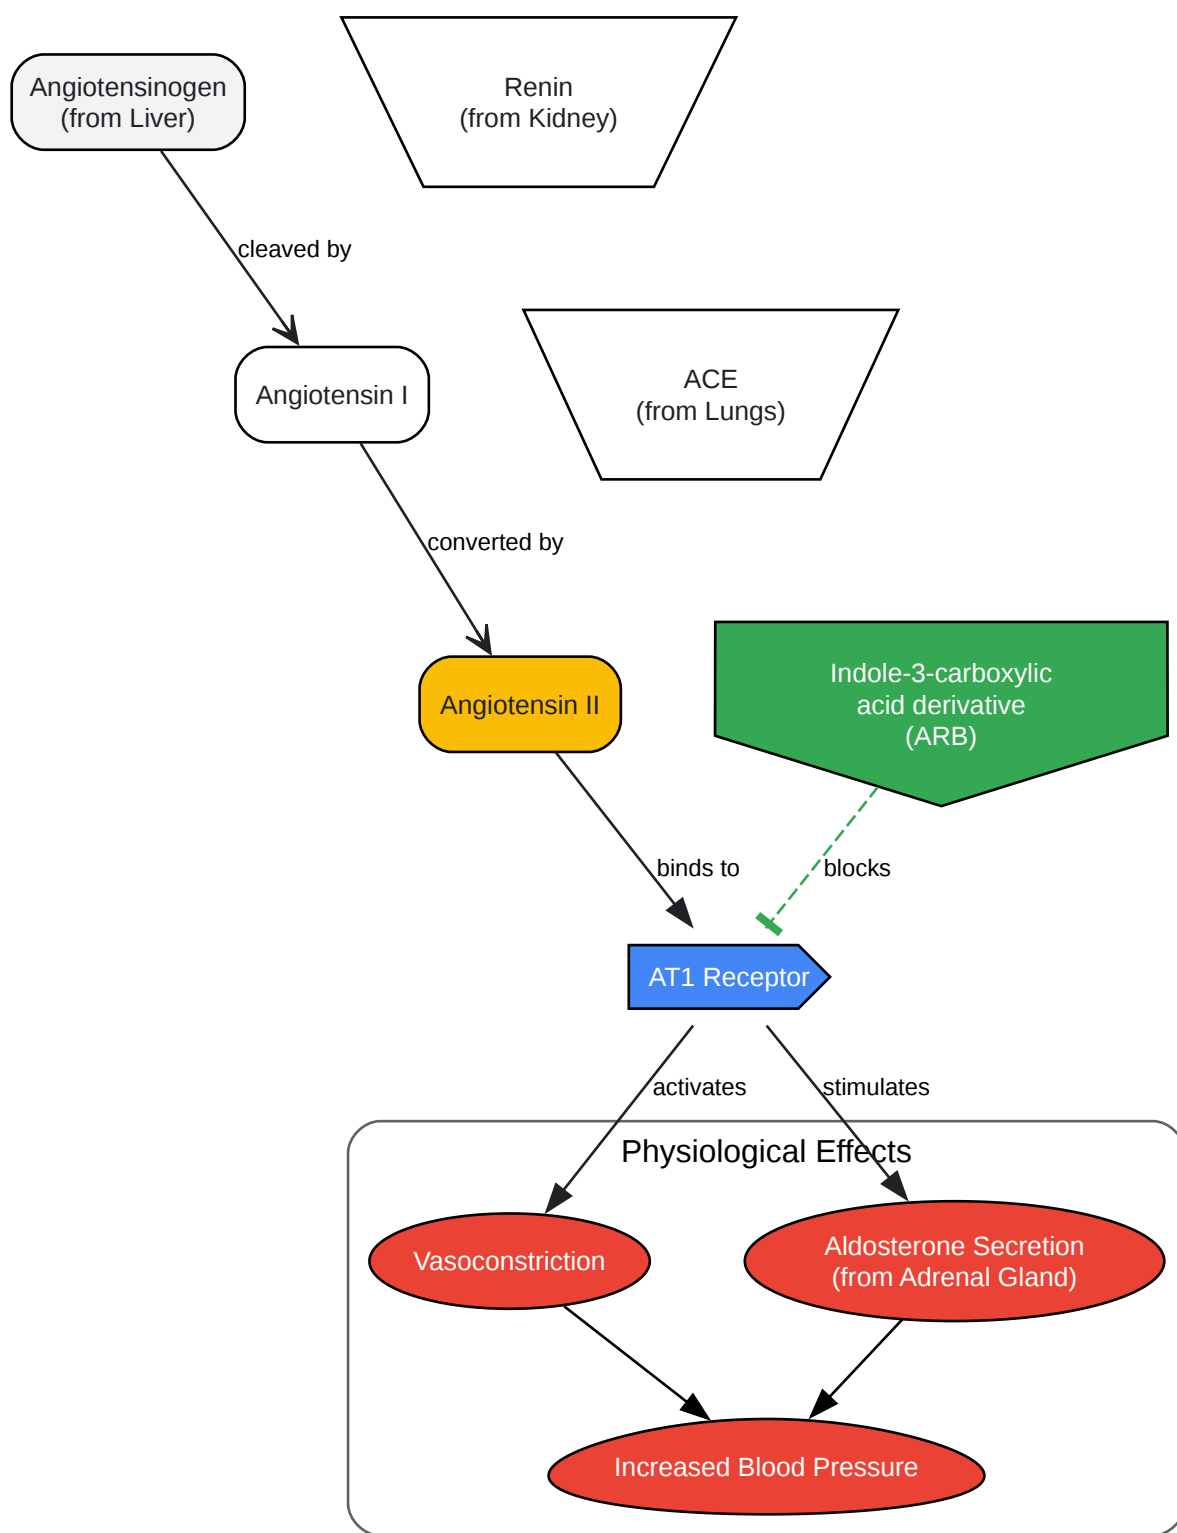 Angiotensinogen
(from Liver)
Renin
(from Kidney)
cleaved by
Angiotensin I
ACE
(from Lungs)
converted by
Angiotensin II
Indole-3-carboxylic
acid derivative
(ARB)
binds to
blocks
AT1 Receptor
activates
stimulates
Physiological Effects
Vasoconstriction
Aldosterone Secretion
(from Adrenal Gland)
Increased Blood Pressure